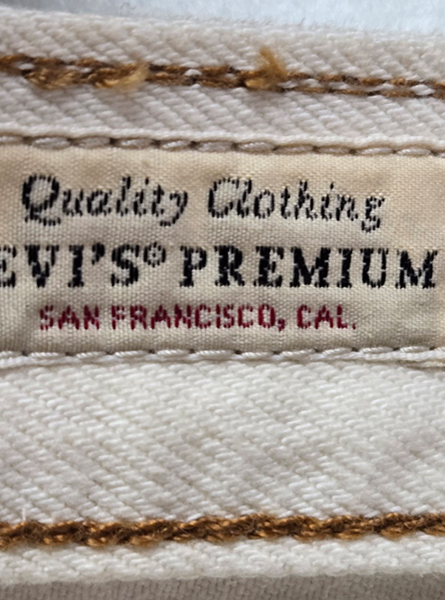 Quality Clothing
EVI'S® PREMIUM
SAN FRANCISCO, CAL.